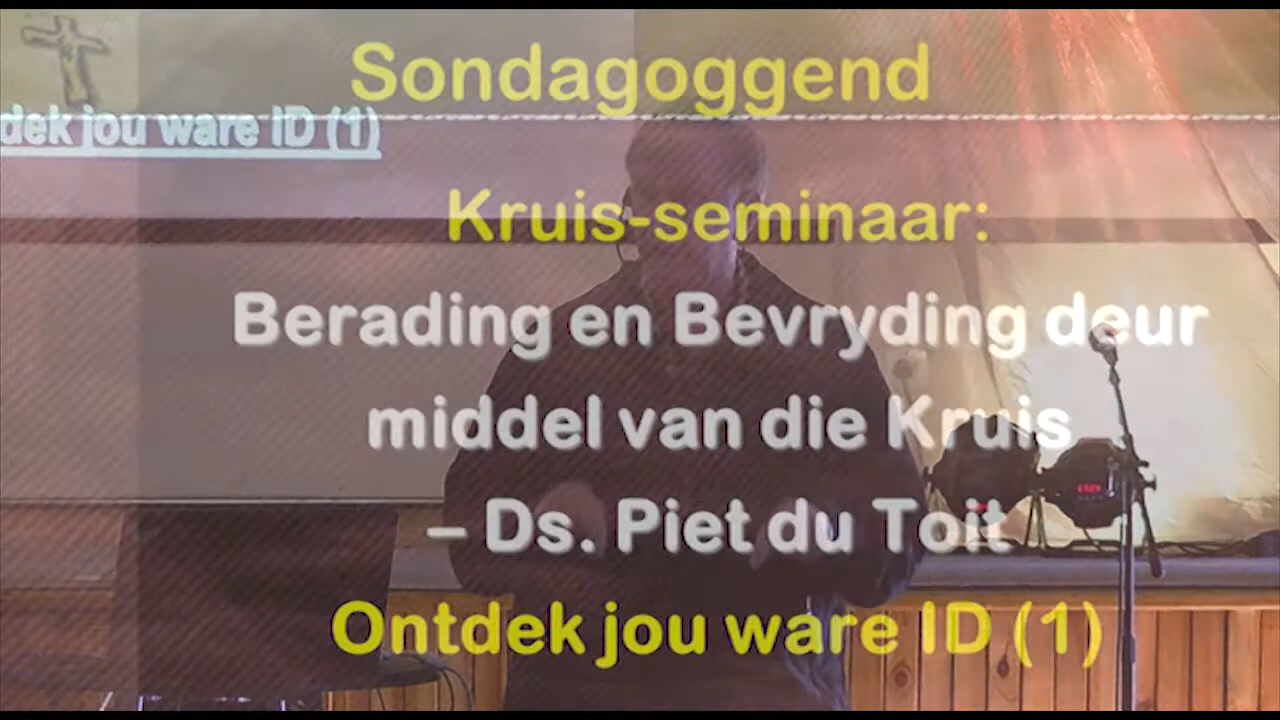 Sondagoggend
dek jou ware ID (1)
Kruis-seminaar:
Berading en Bevryding deur
middel van die Kruis
– Ds. Piet du Toit
Ontdek jou ware ID (1)